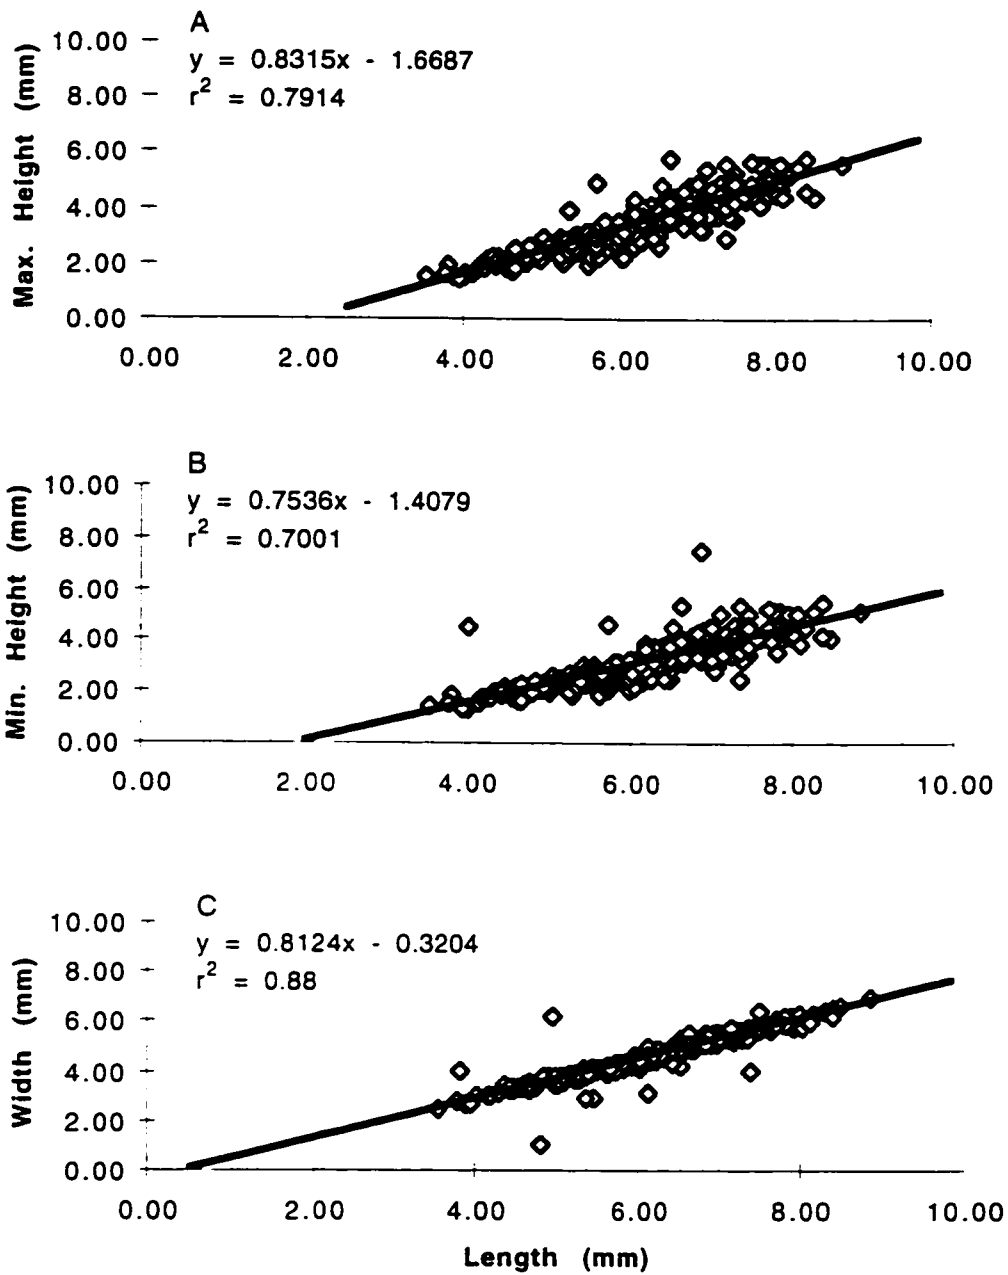 A
y = 0.8315x - 1.6687
r² = 0.7914
Max. Height (mm)
10.00
8.00
6.00
4.00
2.00
0.00
0.00 2.00 4.00 6.00 8.00 10.00
B
y = 0.7536x - 1.4079
r² = 0.7001
Min. Height (mm)
10.00
8.00
6.00
4.00
2.00
0.00
0.00 2.00 4.00 6.00 8.00 10.00
C
y = 0.8124x - 0.3204
r² = 0.88
Width (mm)
10.00
8.00
6.00
4.00
2.00
0.00
0.00 2.00 4.00 6.00 8.00 10.00
Length (mm)